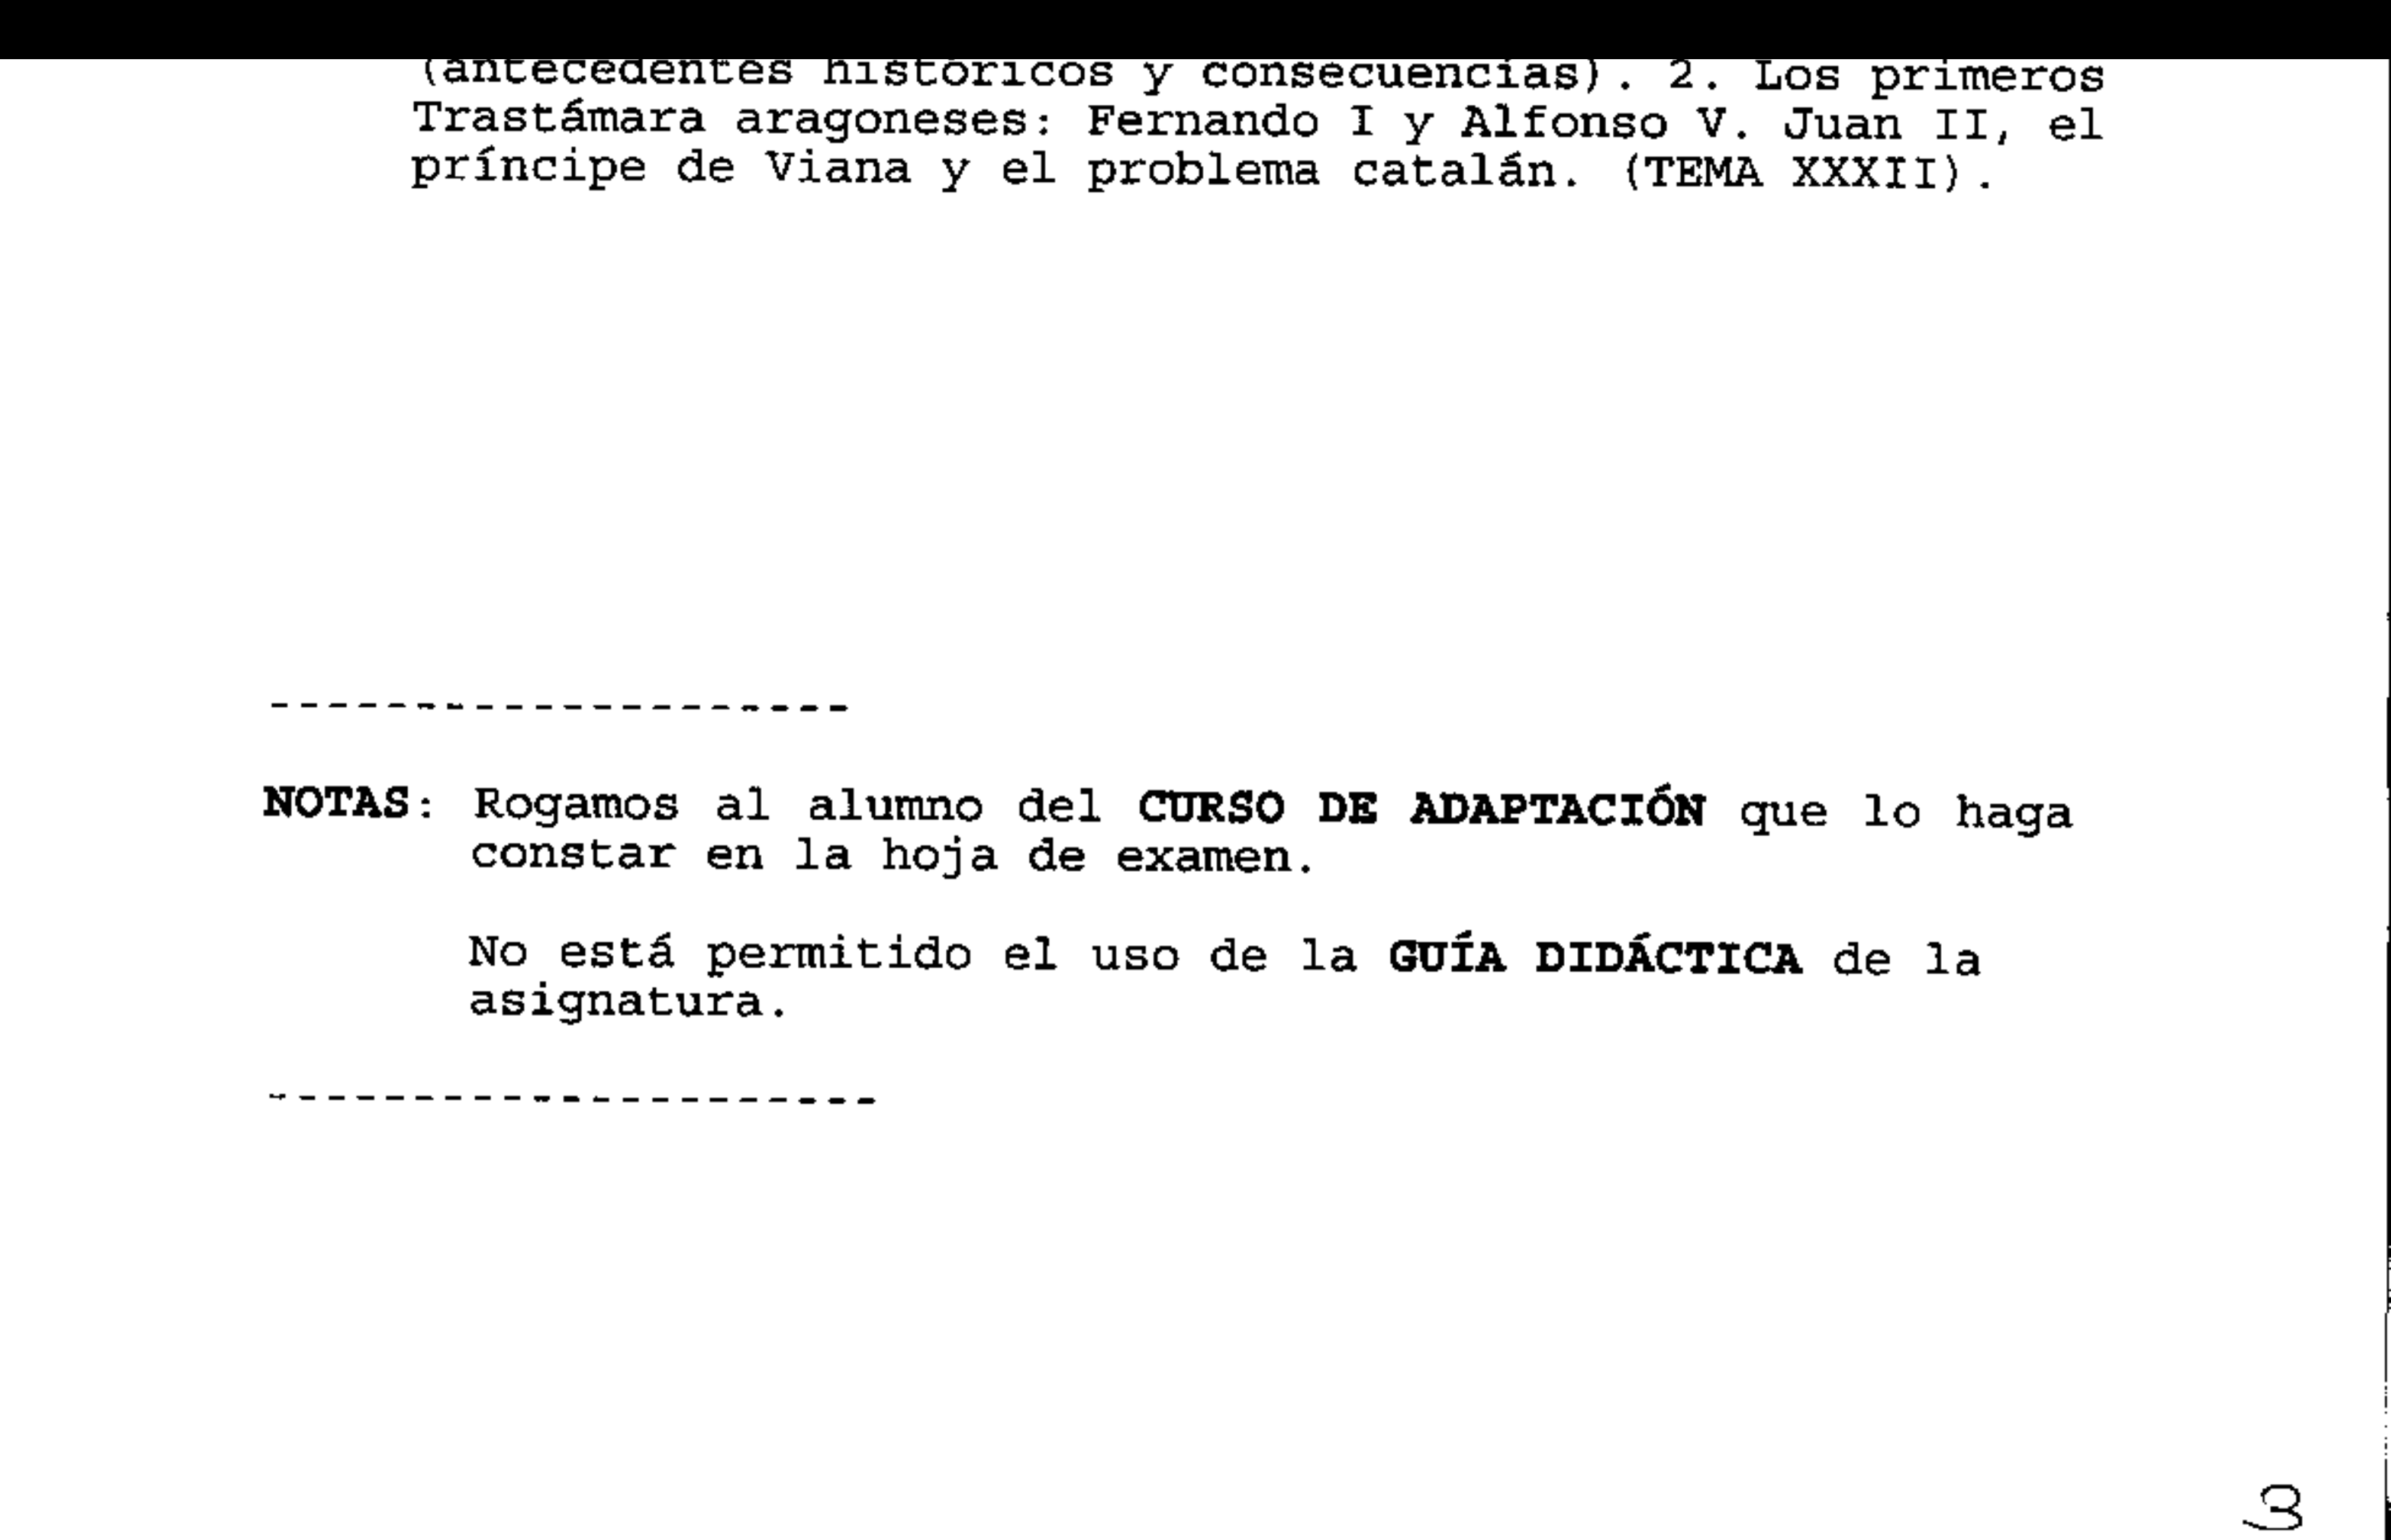 (antecedentes históricos y consecuencias). 2. Los primeros
Trastámara aragoneses: Fernando I y Alfonso V. Juan II, el
príncipe de Viana y el problema catalán. (TEMA XXXII).
--------------------
NOTAS: Rogamos al alumno del CURSO DE ADAPTACIÓN que lo haga
constar en la hoja de examen.
No está permitido el uso de la GUÍA DIDÁCTICA de la
asignatura.
---------------------
3